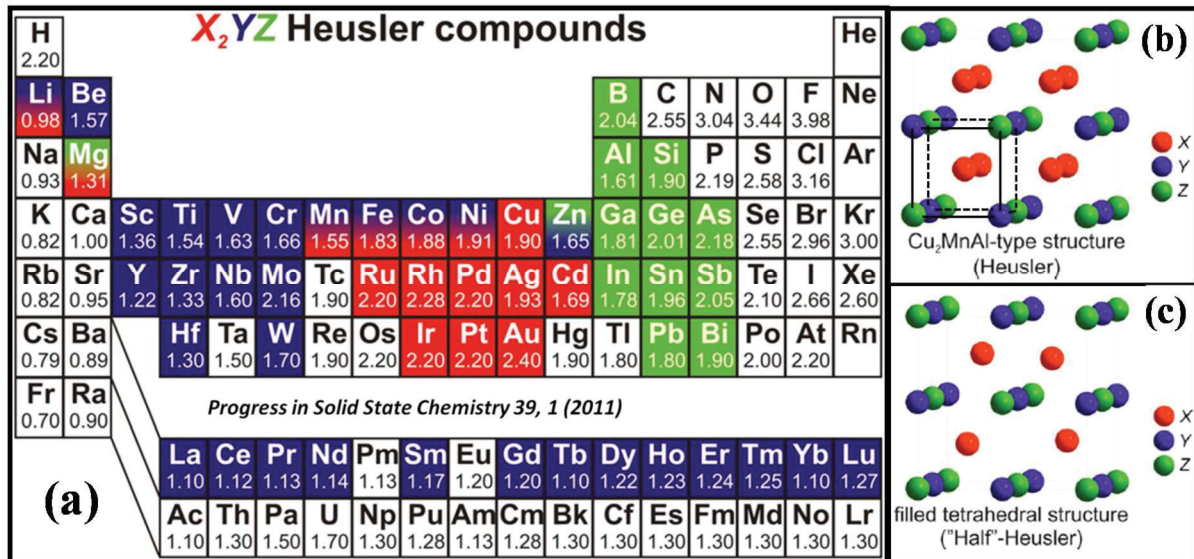 (a)
X₂YZ Heusler compounds
H He
2.20
Li Be B C N O F Ne
0.98 1.57 2.04 2.55 3.04 3.44 3.98
Na Mg Al Si P S Cl Ar
0.93 1.31 1.61 1.90 2.19 2.58 3.16
K Ca Sc Ti V Cr Mn Fe Co Ni Cu Zn Ga Ge As Se Br Kr
0.82 1.00 1.36 1.54 1.63 1.66 1.55 1.83 1.88 1.91 1.90 1.65 1.81 2.01 2.18 2.55 2.96 3.00
Rb Sr Y Zr Nb Mo Tc Ru Rh Pd Ag Cd In Sn Sb Te I Xe
0.82 0.95 1.22 1.33 1.60 2.16 1.90 2.20 2.28 2.20 1.93 1.69 1.78 1.96 2.05 2.10 2.66 2.60
Cs Ba Hf Ta W Re Os Ir Pt Au Hg Tl Pb Bi Po At Rn
0.79 0.89 1.30 1.50 1.70 1.90 2.20 2.20 2.20 2.40 1.90 1.80 1.80 1.90 2.00 2.20
Fr Ra
0.70 0.90
Progress in Solid State Chemistry 39, 1 (2011)
La Ce Pr Nd Pm Sm Eu Gd Tb Dy Ho Er Tm Yb Lu
1.10 1.12 1.13 1.14 1.13 1.17 1.20 1.20 1.10 1.22 1.23 1.24 1.25 1.10 1.27
Ac Th Pa U Np Pu Am Cm Bk Cf Es Fm Md No Lr
1.10 1.30 1.50 1.70 1.30 1.28 1.13 1.28 1.30 1.30 1.30 1.30 1.30 1.30 1.30
(b)
X
Y
Z
Cu₂MnAl-type structure
(Heusler)
(c)
X
Y
Z
filled tetrahedral structure
("Half"-Heusler)